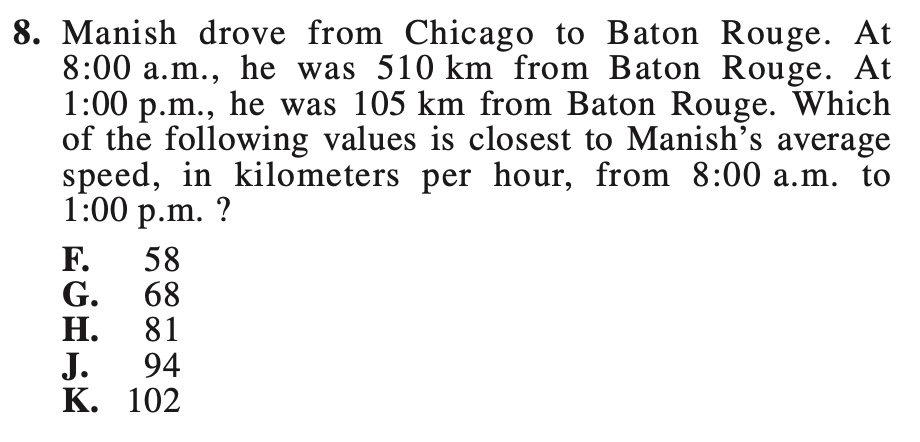 8. Manish drove from Chicago to Baton Rouge. At
8:00 a.m., he was 510 km from Baton Rouge. At
1:00 p.m., he was 105 km from Baton Rouge. Which
of the following values is closest to Manish’s average
speed, in kilometers per hour, from 8:00 a.m. to
1:00 p.m. ?
F. 58
G. 68
H. 81
J. 94
K. 102